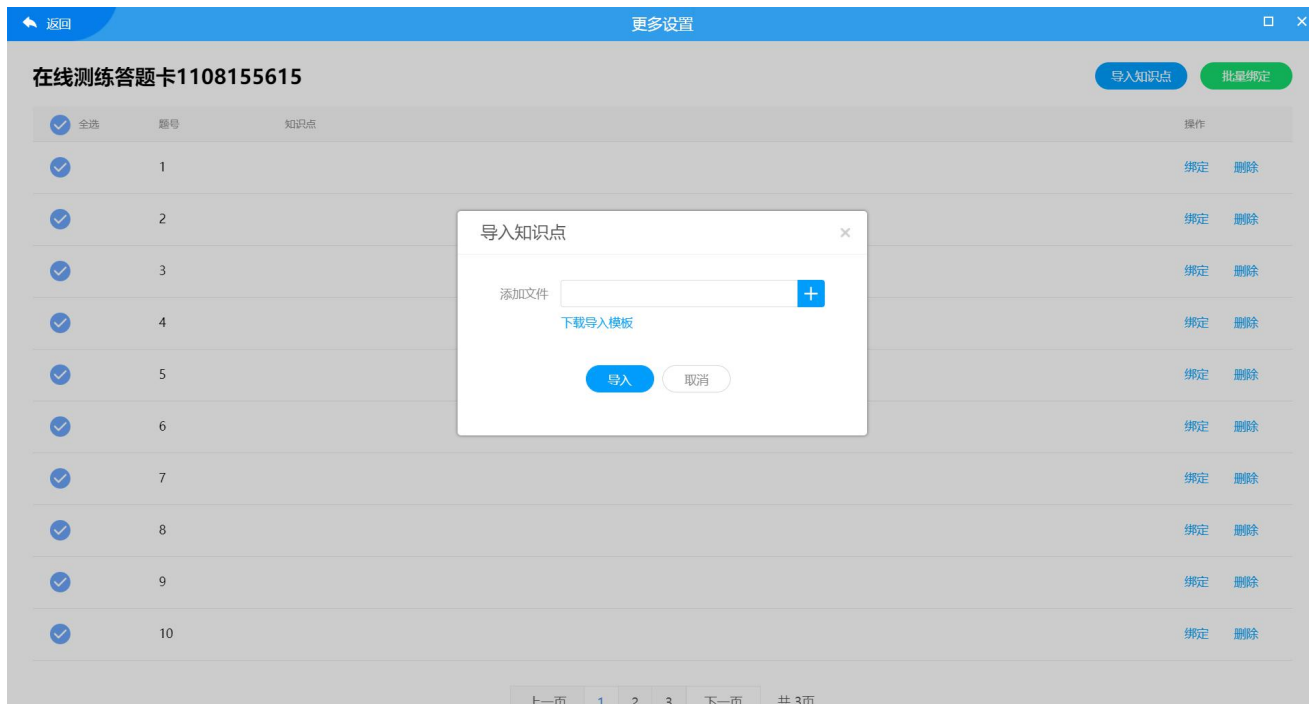 返回
更多设置
在线测练答题卡1108155615
导入知识点
批量绑定
全选 题号 知识点 操作
1 绑定 删除
2 绑定 删除
3 绑定 删除
4 绑定 删除
5 绑定 删除
6 绑定 删除
7 绑定 删除
8 绑定 删除
9 绑定 删除
10 绑定 删除
导入知识点
添加文件
下载导入模板
导入 取消
上一页 1 2 3 下一页 共 3页